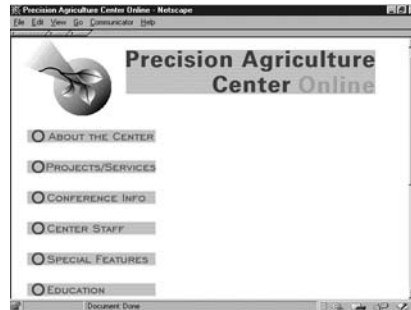 Precision Agriculture Center Online - Netscape
File Edit View Go Communicator Help
Precision Agriculture
Center Online
ABOUT THE CENTER
PROJECTS/SERVICES
CONFERENCE INFO
CENTER STAFF
SPECIAL FEATURES
EDUCATION
Document: Done